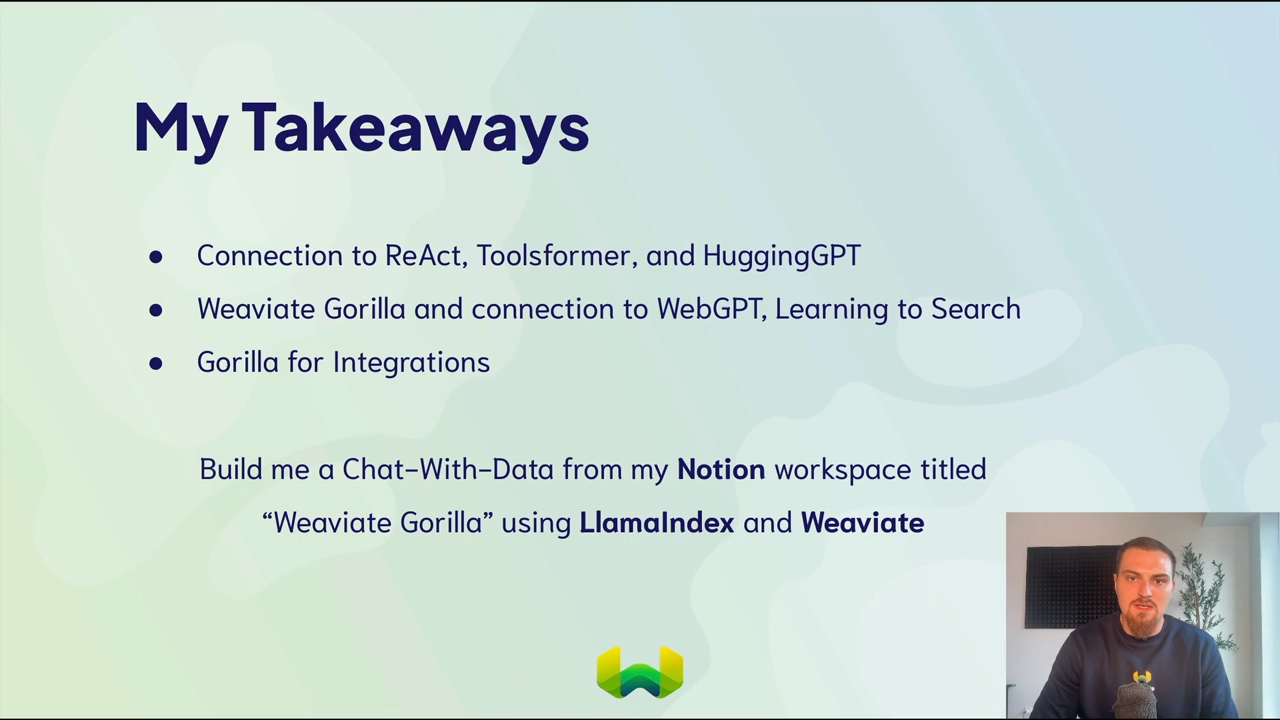 My Takeaways
● Connection to ReAct, Toolsformer, and HuggingGPT
● Weaviate Gorilla and connection to WebGPT, Learning to Search
● Gorilla for Integrations
Build me a Chat-With-Data from my Notion workspace titled
“Weaviate Gorilla” using LlamaIndex and Weaviate